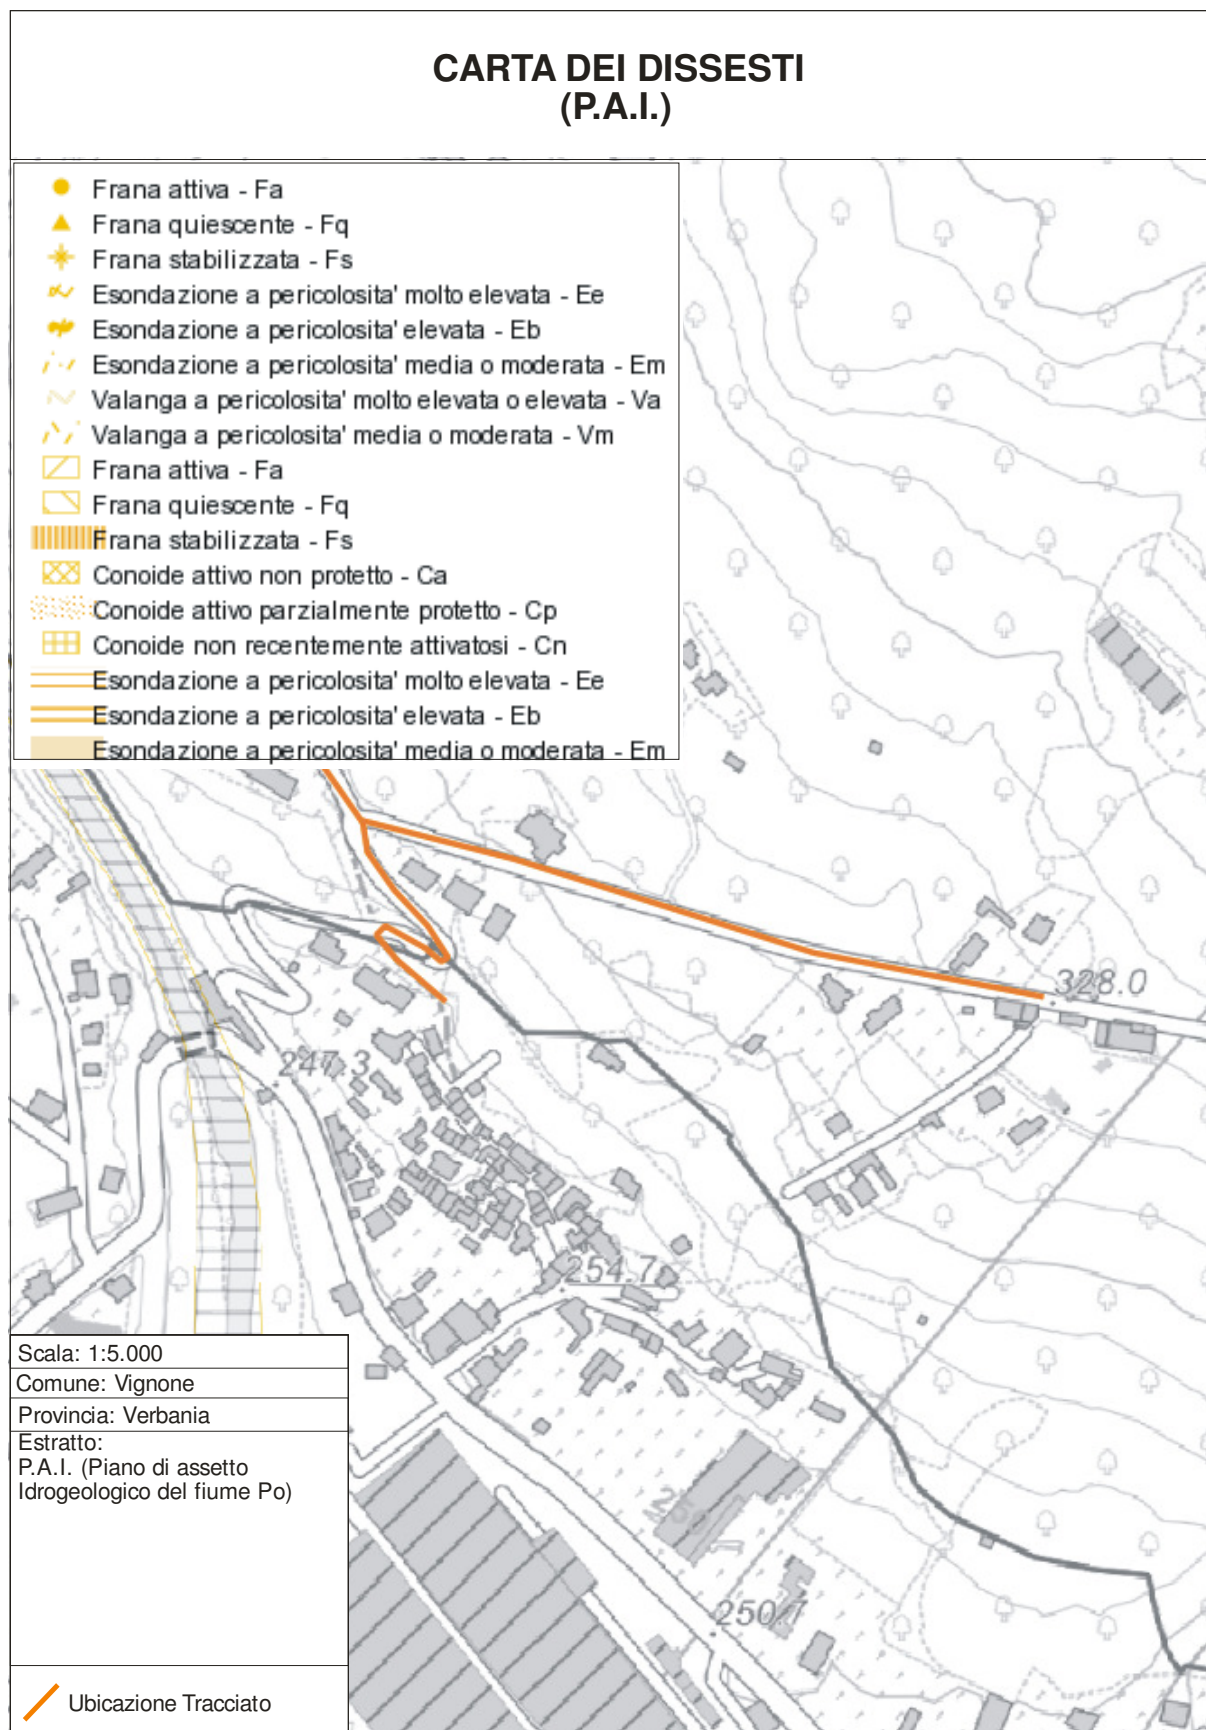 CARTA DEI DISSESTI
(P.A.I.)
Frana attiva - Fa
Frana quiescente - Fq
Frana stabilizzata - Fs
Esondazione a pericolosita' molto elevata - Ee
Esondazione a pericolosita' elevata - Eb
Esondazione a pericolosita' media o moderata - Em
Valanga a pericolosita' molto elevata o elevata - Va
Valanga a pericolosita' media o moderata - Vm
Frana attiva - Fa
Frana quiescente - Fq
Frana stabilizzata - Fs
Conoide attivo non protetto - Ca
Conoide attivo parzialmente protetto - Cp
Conoide non recentemente attivatosi - Cn
Esondazione a pericolosita' molto elevata - Ee
Esondazione a pericolosita' elevata - Eb
Esondazione a pericolosita' media o moderata - Em
328.0
247.3
254.7
250.7
Scala: 1:5.000
Comune: Vignone
Provincia: Verbania
Estratto:
P.A.I. (Piano di assetto
Idrogeologico del fiume Po)
Ubicazione Tracciato